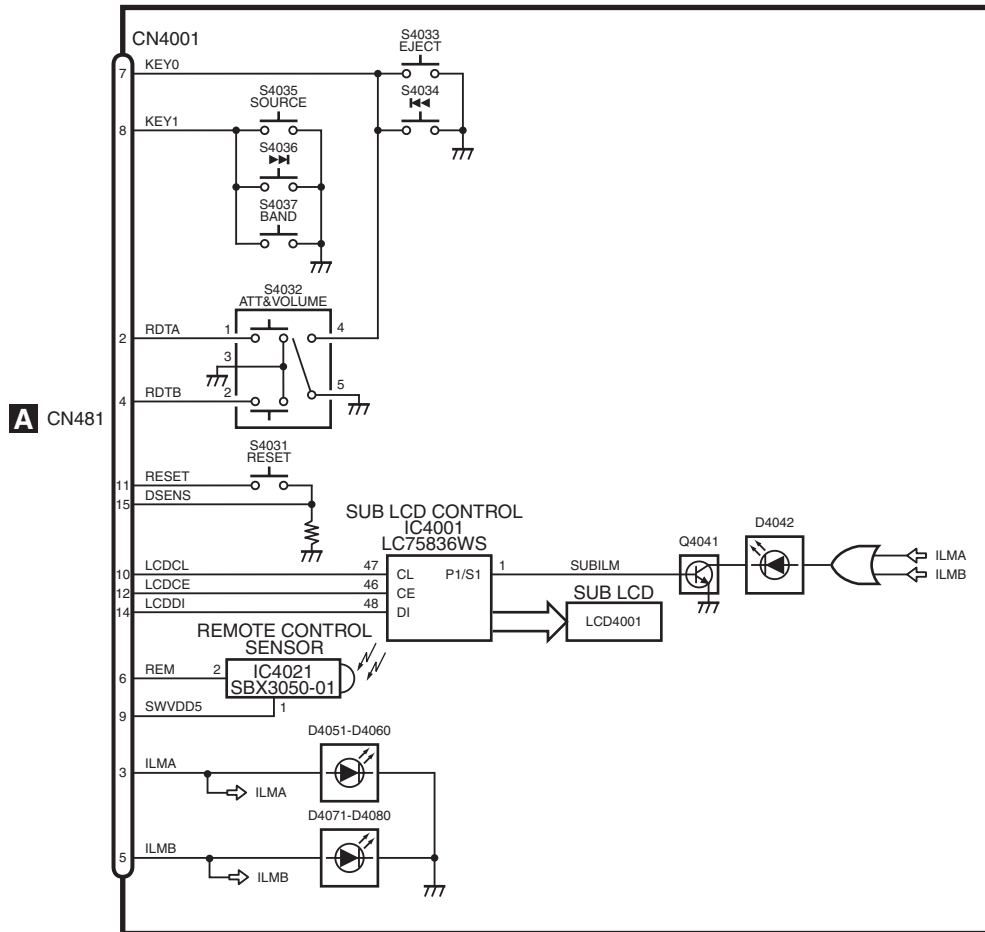 CN4001
S4033
EJECT
7 KEY0
S4034
S4035
SOURCE
8 KEY1
S4036
S4037
BAND
S4032
ATT&VOLUME
2 RDTA 1 4
3
4 RDTB 2 5
A CN481
S4031
RESET
11 RESET
15 DSENS
SUB LCD CONTROL
IC4001
LC75836WS
Q4041
D4042
10 LCDCL 47 CL P1/S1 1 SUBILM ILMA
12 LCDCE 46 CE ILMB
14 LCDDI 48 DI
SUB LCD
LCD4001
REMOTE CONTROL
SENSOR
6 REM 2 IC4021
SBX3050-01
9 SWVDD5 1
D4051-D4060
3 ILMA
ILMA
D4071-D4080
5 ILMB
ILMB